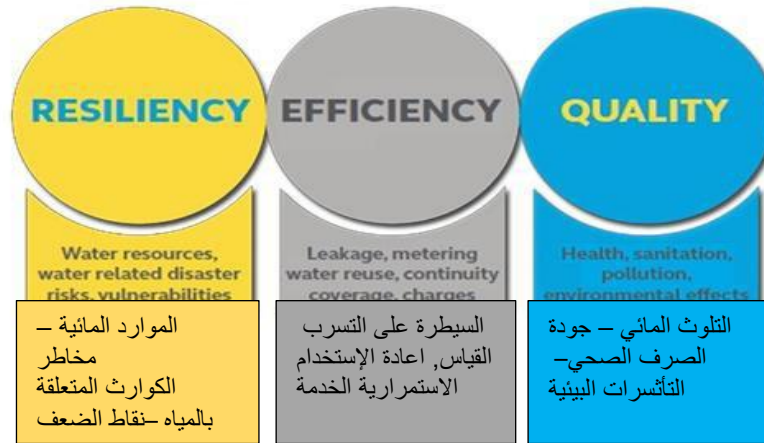 RESILIENCY
EFFICIENCY
QUALITY
Water resources,
water related disaster
risks, vulnerabilities
Leakage, metering
water reuse, continuity
coverage, charges
Health, sanitation,
pollution,
environmental effects
الموارد المائية –
مخاطر
الكوارث المتعلقة
بالمياه –نقاط الضعف
السيطرة على التسرب
القياس, اعادة الإستخدام
الاستمرارية الخدمة
التلوث المائي – جودة
الصرف الصحي–
التأثسرات البيئية